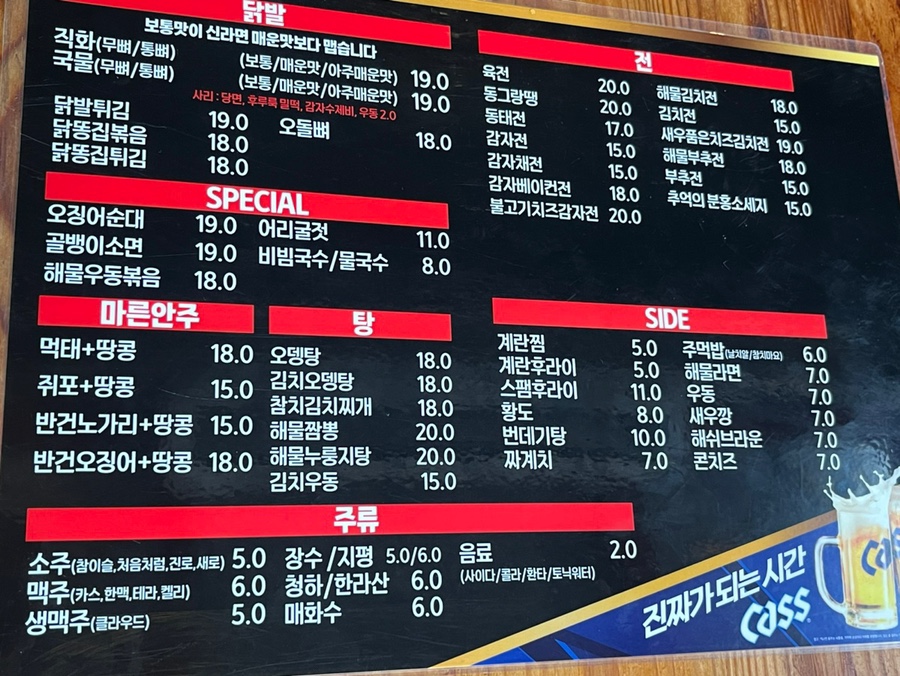 닭발
보통맛이 신라면 매운맛보다 맵습니다
직화(무뼈/통뼈) (보통/매운맛/아주매운맛) 19.0
국물(무뼈/통뼈) (보통/매운맛/아주매운맛) 19.0
사리 : 당면, 후루룩 밀떡, 감자수제비, 우동 2.0
닭발튀김 19.0 오돌뼈 18.0
닭똥집볶음 18.0
닭똥집튀김 18.0
SPECIAL
오징어순대 19.0 어리굴젓 11.0
골뱅이소면 19.0 비빔국수/물국수 8.0
해물우동볶음 18.0
마른안주
먹태+땅콩 18.0
쥐포+땅콩 15.0
반건노가리+땅콩 15.0
반건오징어+땅콩 18.0
탕
오뎅탕 18.0
김치오뎅탕 18.0
참치김치찌개 18.0
해물짬뽕 20.0
해물누룽지탕 20.0
김치우동 15.0
전
육전 20.0 해물김치전 18.0
동그랑땡 20.0 김치전 15.0
동태전 17.0 새우품은치즈김치전 19.0
감자전 15.0 해물부추전 18.0
감자채전 15.0 부추전 15.0
감자베이컨전 18.0 추억의 분홍소세지 15.0
불고기치즈감자전 20.0
SIDE
계란찜 5.0 주먹밥(날치알/참치마요) 6.0
계란후라이 5.0 해물라면 7.0
스팸후라이 11.0 우동 7.0
황도 8.0 새우깡 7.0
번데기탕 10.0 해쉬브라운 7.0
짜계치 7.0 콘치즈 7.0
주류
소주(참이슬,처음처럼,진로,새로) 5.0 장수 /지평 5.0/6.0 음료 2.0
맥주(카스,한맥,테라,켈리) 6.0 청하/한라산 6.0 (사이다/콜라/환타/토닉워터)
생맥주(클라우드) 5.0 매화수 6.0
진짜가 되는 시간
Cass